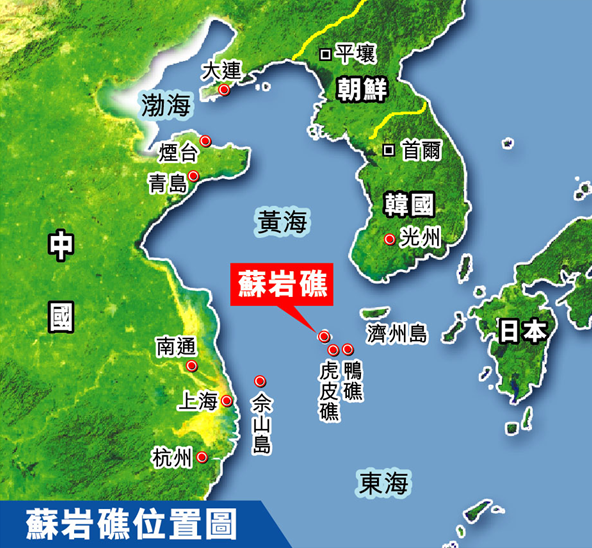 平壤
大連
朝鮮
渤海
煙台
首爾
青島
韓國
黃海
光州
中國
蘇岩礁
濟州島
日本
南通
虎皮礁
鴨礁
上海
佘山島
杭州
東海
蘇岩礁位置圖